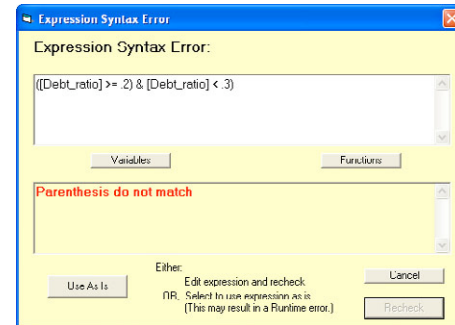 Expression Syntax Error
Expression Syntax Error:
([Debt_ratio] >= .2) & [Debt_ratio] < .3)
Variables Functions
Parenthesis do not match
Either:
Edit expression and recheck
OR, Select to use expression as is
(This may result in a Runtime error.)
Use As Is
Cancel
Recheck